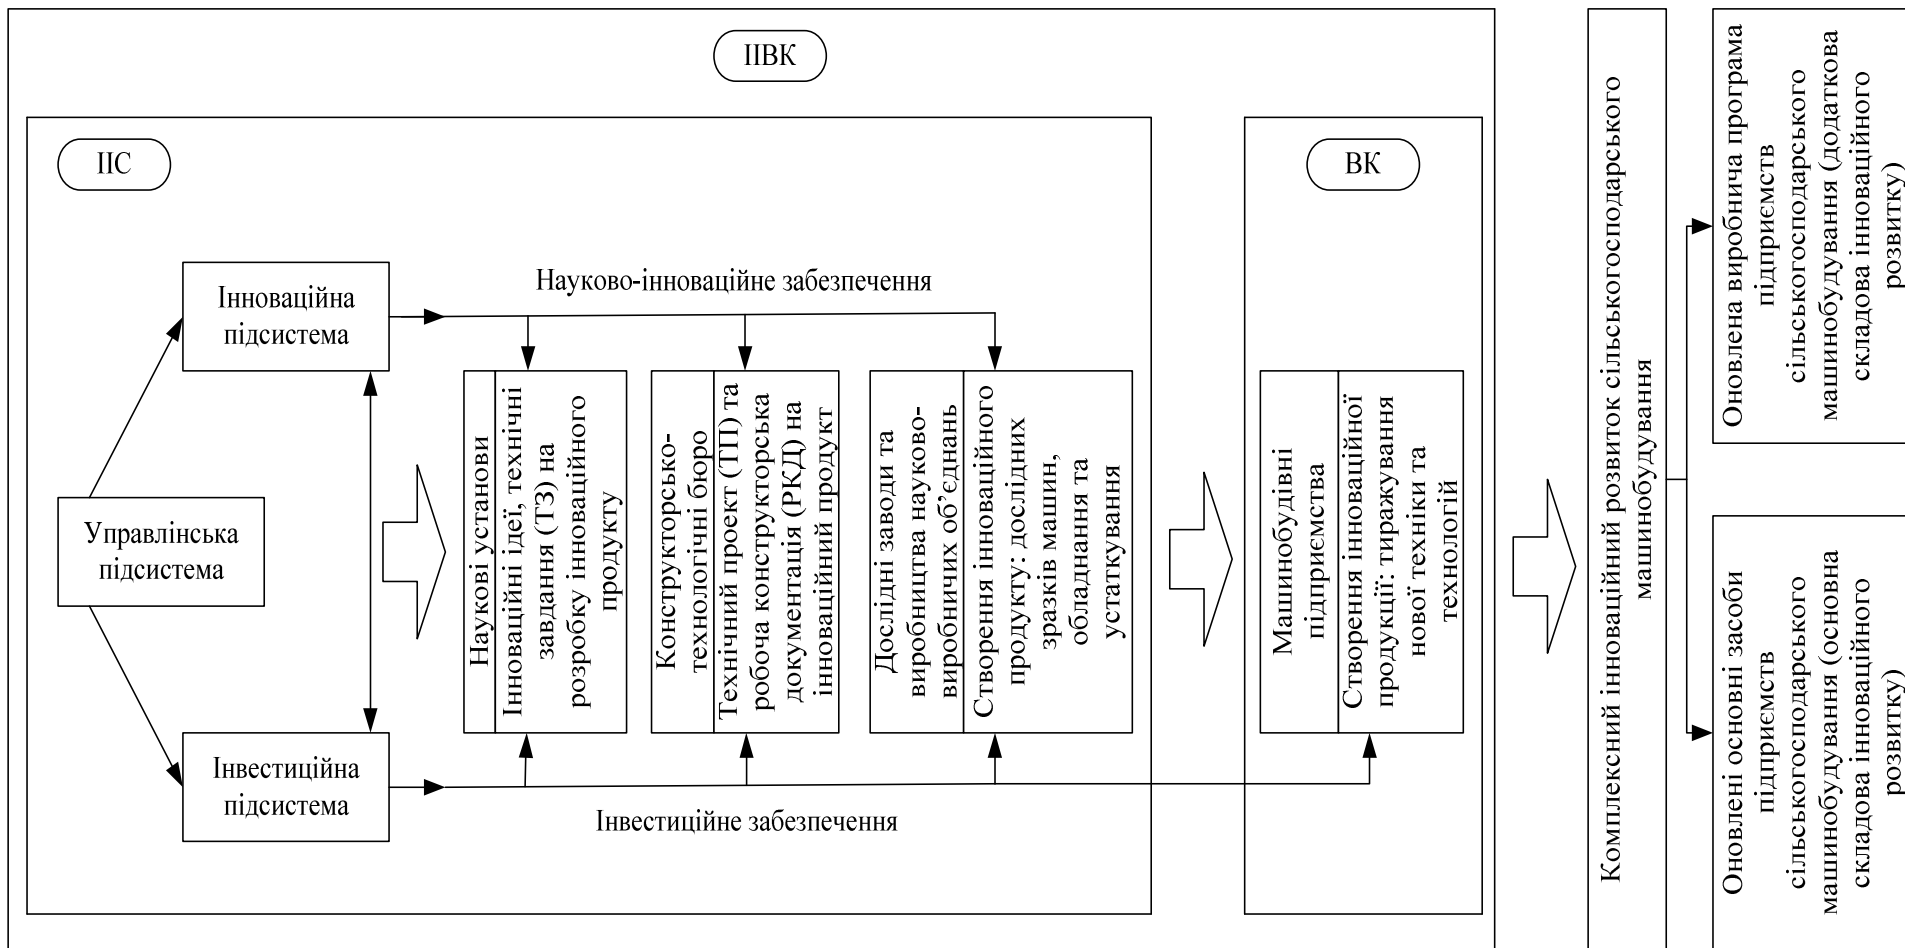 ІІВК
ІІС
ВК
Інноваційна
підсистема
Науково-інноваційне забезпечення
Управлінська
підсистема
Інвестиційна
підсистема
Інвестиційне забезпечення
Наукові установи
Інноваційні ідеї, технічні
завдання (ТЗ) на
розробку інноваційного
продукту
Конструкторсько-
технологічні бюро
Технічний проект (ТП) та
робоча конструкторська
документація (РКД) на
інноваційний продукт
Дослідні заводи та
виробництва науково-
виробничих об’єднань
Створення інноваційного
продукту: дослідних
зразків машин,
обладнання та
устаткування
Машинобудівні
підприємства
Створення інноваційної
продукції: тиражування
нової техніки та
технологій
Комплексний інноваційний розвиток сільського­сподарського
машинобудування
Оновлена виробнича програма
підприємств
сільськогосподарського
машинобудування (додаткова
складова інноваційного
розвитку)
Оновлені основні засоби
підприємств
сільськогосподарського
машинобудування (основна
складова інноваційного
розвитку)